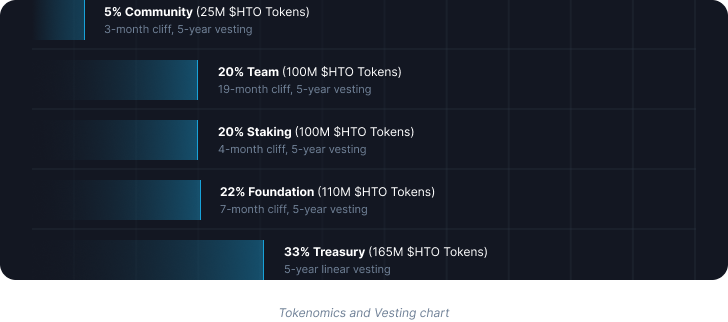 5% Community (25M $HTO Tokens)
3-month cliff, 5-year vesting
20% Team (100M $HTO Tokens)
19-month cliff, 5-year vesting
20% Staking (100M $HTO Tokens)
4-month cliff, 5-year vesting
22% Foundation (110M $HTO Tokens)
7-month cliff, 5-year vesting
33% Treasury (165M $HTO Tokens)
5-year linear vesting
Tokenomics and Vesting chart